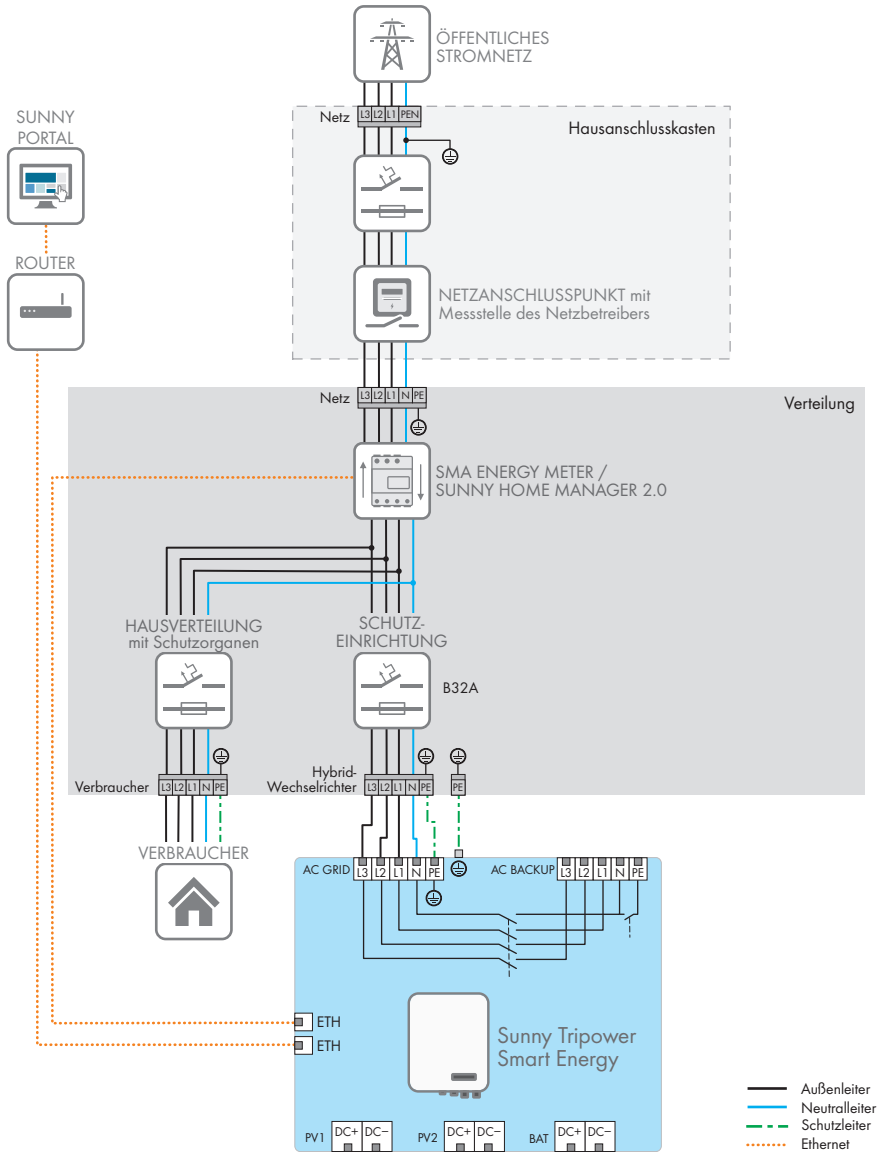 ÖFFENTLICHES
STROMNETZ
SUNNY
PORTAL
Netz
L3 L2 L1 PEN
Hausanschlusskasten
ROUTER
NETZANSCHLUSSPUNKT mit
Messstelle des Netzbetreibers
Netz
L3 L2 L1 N PE
Verteilung
SMA ENERGY METER /
SUNNY HOME MANAGER 2.0
HAUSVERTEILUNG
mit Schutzorganen
SCHUTZ-
EINRICHTUNG
B32A
Verbraucher
L3 L2 L1 N PE
Hybrid-
Wechselrichter
L3 L2 L1 N PE
PE
VERBRAUCHER
AC GRID
L3 L2 L1 N PE
AC BACKUP
L3 L2 L1 N PE
ETH
ETH
Sunny Tripower
Smart Energy
PV1 DC+ DC–
PV2 DC+ DC–
BAT DC+ DC–
Außenleiter
Neutralleiter
Schutzleiter
Ethernet